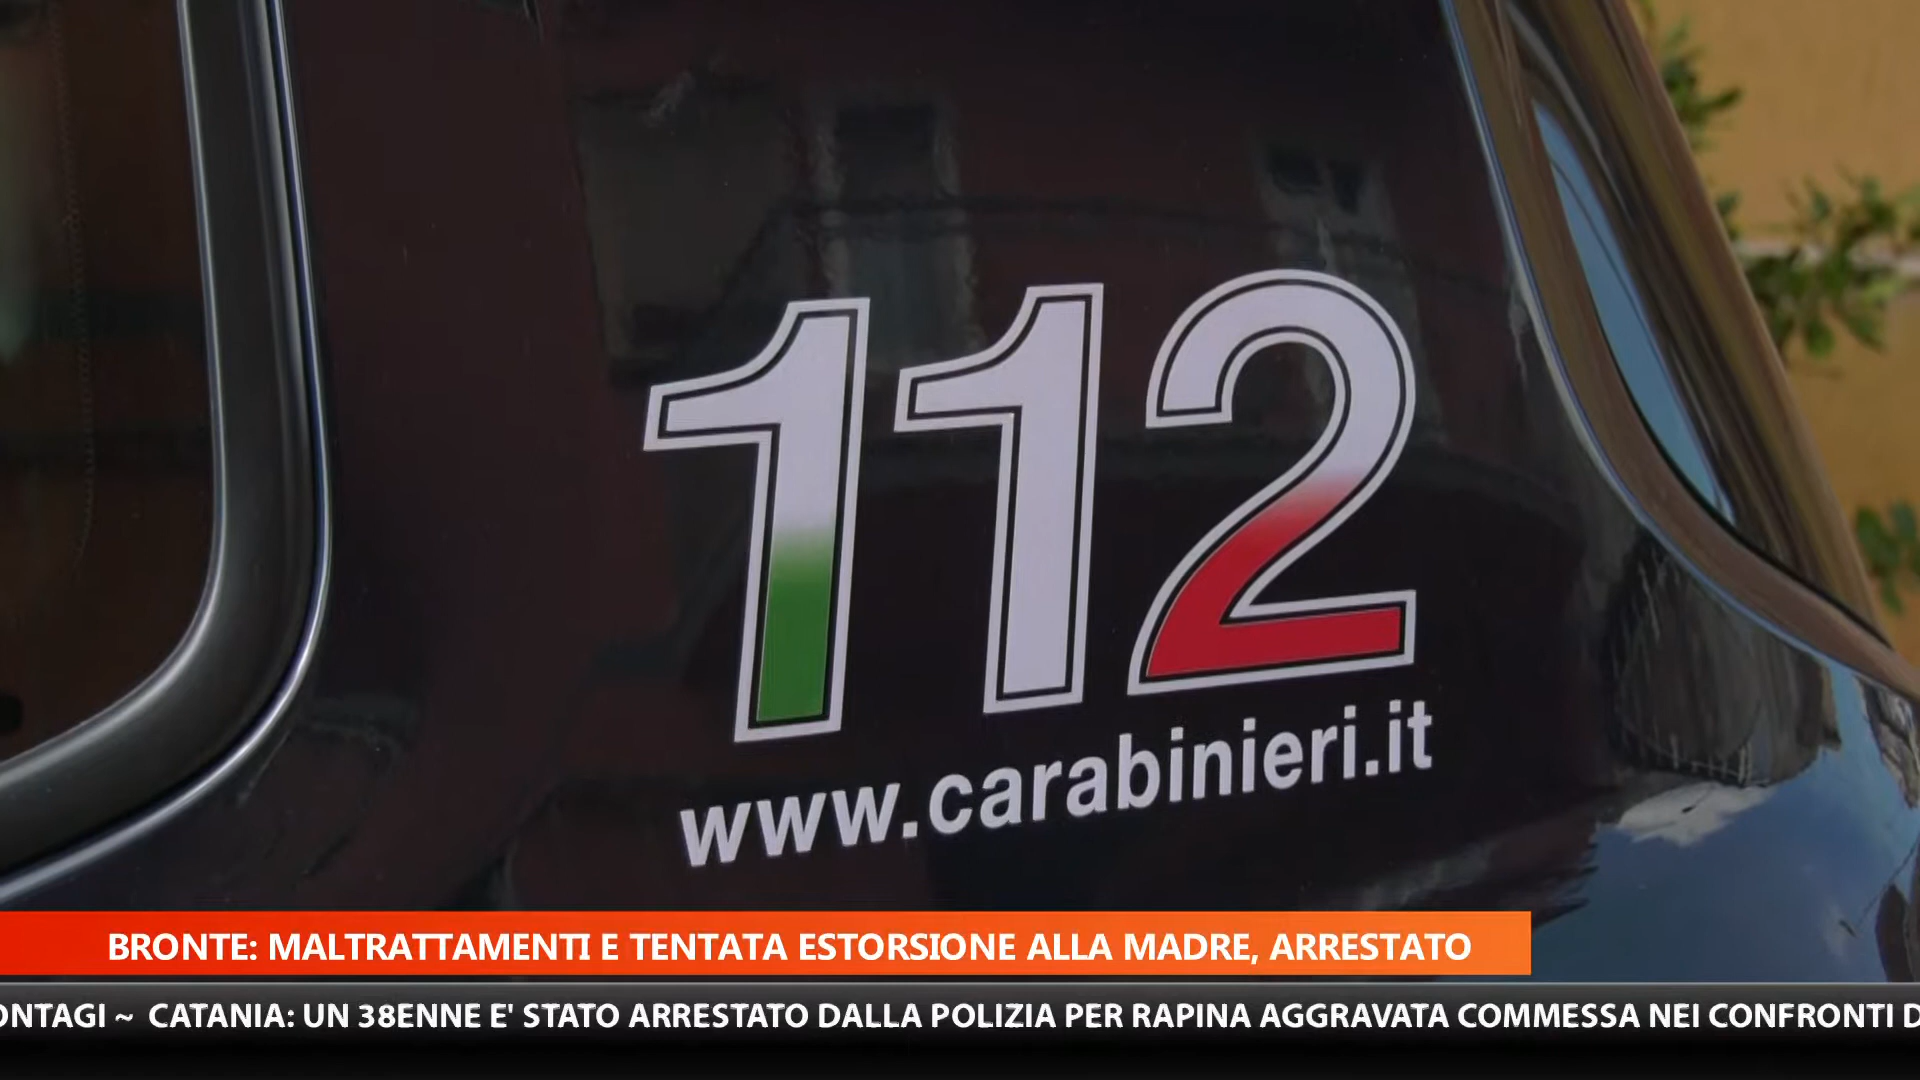 112
www.carabinieri.it
BRONTE: MALTRATTAMENTI E TENTATA ESTORSIONE ALLA MADRE, ARRESTATO
ONTAGI ~ CATANIA: UN 38ENNE E' STATO ARRESTATO DALLA POLIZIA PER RAPINA AGGRAVATA COMMESSA NEI CONFRONTI D